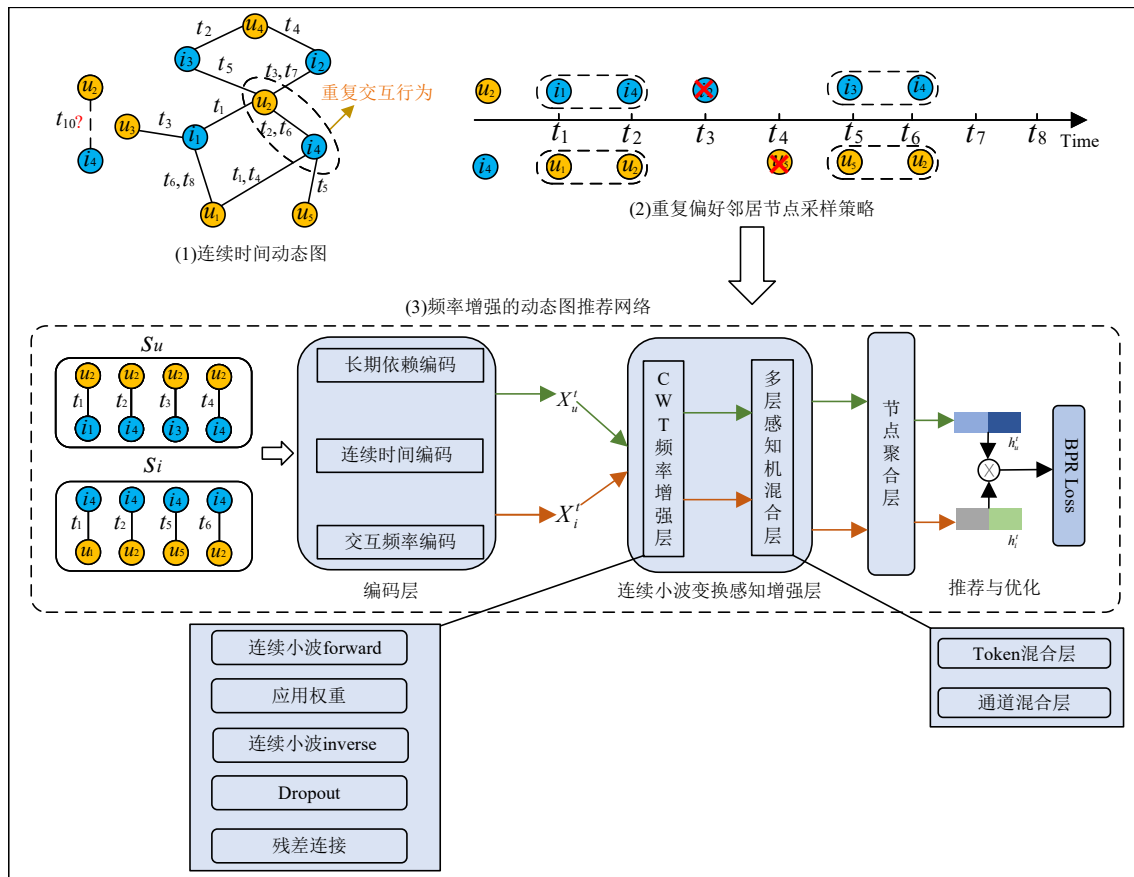 t2
u4
t4
i3
i2
t5
t3,t7
u2
t10?
i4
重复交互行为
u2
t1
t2,t6
u3
t3
i1
i4
t6,t8
t1,t4
t5
u1
u5
(1)连续时间动态图
u2
i1
i4
i3
i4
t1
t2
t3
t4
t5
t6
t7
t8
Time
i4
u1
u2
u5
u2
(2)重复偏好邻居节点采样策略
(3)频率增强的动态图推荐网络
Su
u2 u2 u2 u2
t1 t2 t3 t4
i1 i4 i3 i4
Si
i4 i4 i4 i4
t1 t2 t5 t6
u1 u2 u5 u2
长期依赖编码
连续时间编码
交互频率编码
编码层
Xut
Xit
CWT频率增强层
多层感知机混合层
连续小波变换感知增强层
节点聚合层
hut
X
hit
BPR Loss
推荐与优化
连续小波forward
应用权重
连续小波inverse
Dropout
残差连接
Token混合层
通道混合层